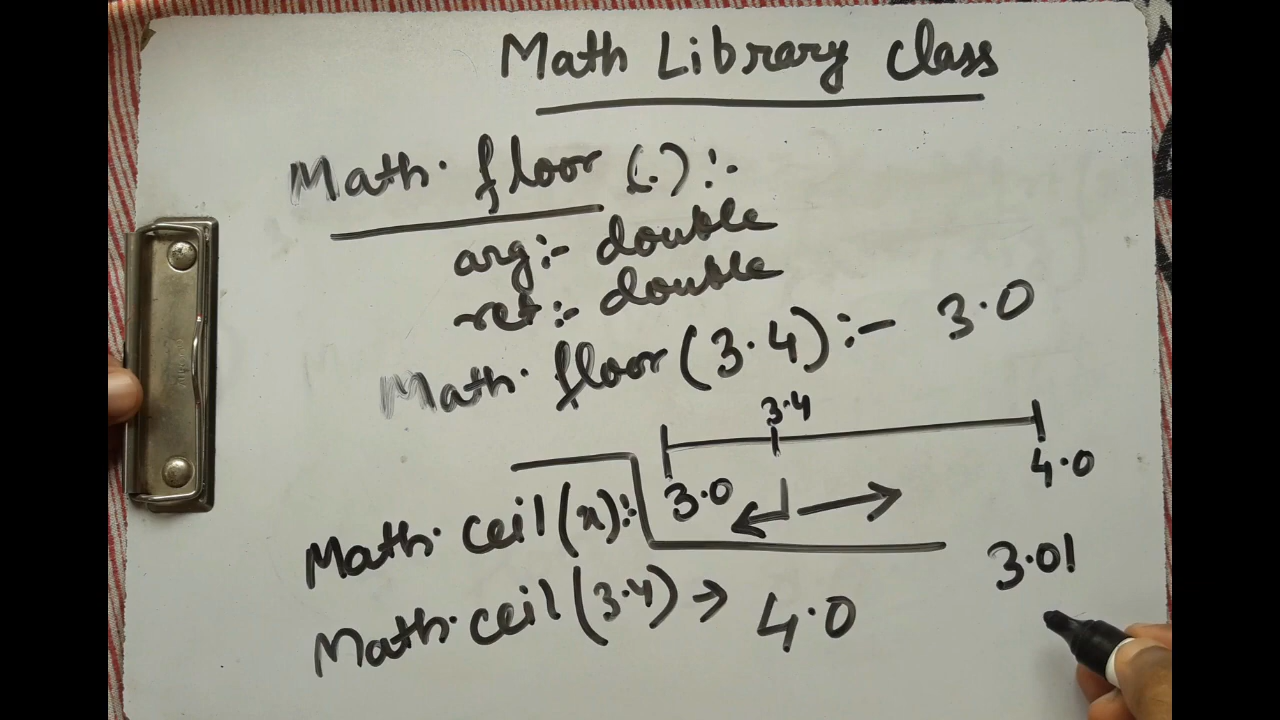 Math Library Class
Math. floor (.) :-
arg:- double
ret:- double
Math. floor (3.4) :- 3.0
3.4
3.0
4.0
Math. ceil (x) :-
3.01
Math. ceil (3.4) → 4.0